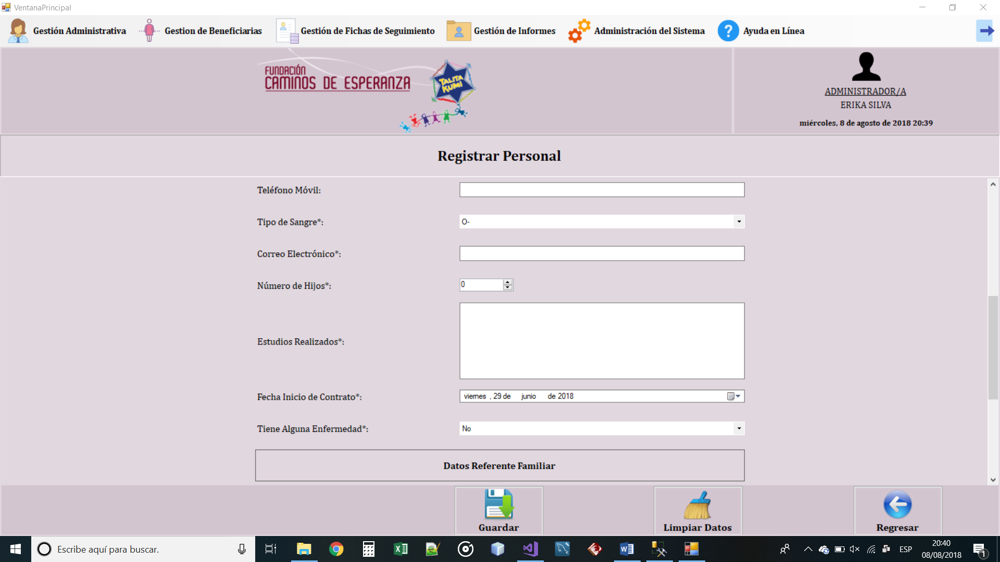 VentanaPrincipal
Gestión Administrativa
Gestion de Beneficiarias
Gestión de Fichas de Seguimiento
Gestión de Informes
Administración del Sistema
? Ayuda en Línea
FUNDACIÓN
CAMINOS DE ESPERANZA
TALITA
KUMI
ADMINISTRADOR/A
ERIKA SILVA
miércoles, 8 de agosto de 2018 20:39
Registrar Personal
Teléfono Móvil:
Tipo de Sangre*: O-
Correo Electrónico*:
Número de Hijos*: 0
Estudios Realizados*:
Fecha Inicio de Contrato*: viernes , 29 de junio de 2018
Tiene Alguna Enfermedad*: No
Datos Referente Familiar
Guardar
Limpiar Datos
Regresar
Escribe aquí para buscar.
ESP
20:40
08/08/2018
1